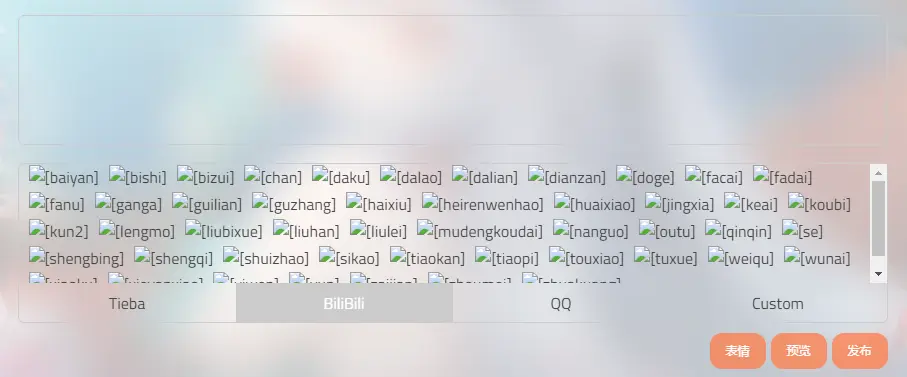 [baiyan] [bishi] [bizui] [chan] [daku] [dalao] [dalian] [dianzan] [doge] [facai] [fadai]
[fanu] [ganga] [guilian] [guzhang] [haixiu] [heirenwenhao] [huaixiao] [jingxia] [keai] [koubi]
[kun2] [lengmo] [liubixue] [liuhan] [liulei] [mudengkoudai] [nanguo] [outu] [qinqin] [se]
[shengbing] [shengqi] [shuizhao] [sikao] [tiaokan] [tiaopi] [touxiao] [tuxue] [weiqu] [wunai]
Tieba BiliBili QQ Custom
表情 预览 发布